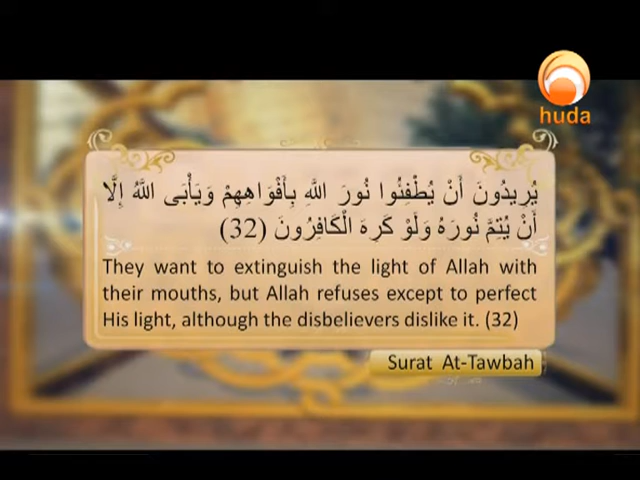 huda
يُرِيدُونَ أَنْ يُطْفِئُوا نُورَ اللَّهِ بِأَفْوَاهِهِمْ وَيَأْبَى اللَّهُ إِلَّا
أَنْ يُتِمَّ نُورَهُ وَلَوْ كَرِهَ الْكَافِرُونَ (32)
They want to extinguish the light of Allah with
their mouths, but Allah refuses except to perfect
His light, although the disbelievers dislike it. (32)
Surat At-Tawbah